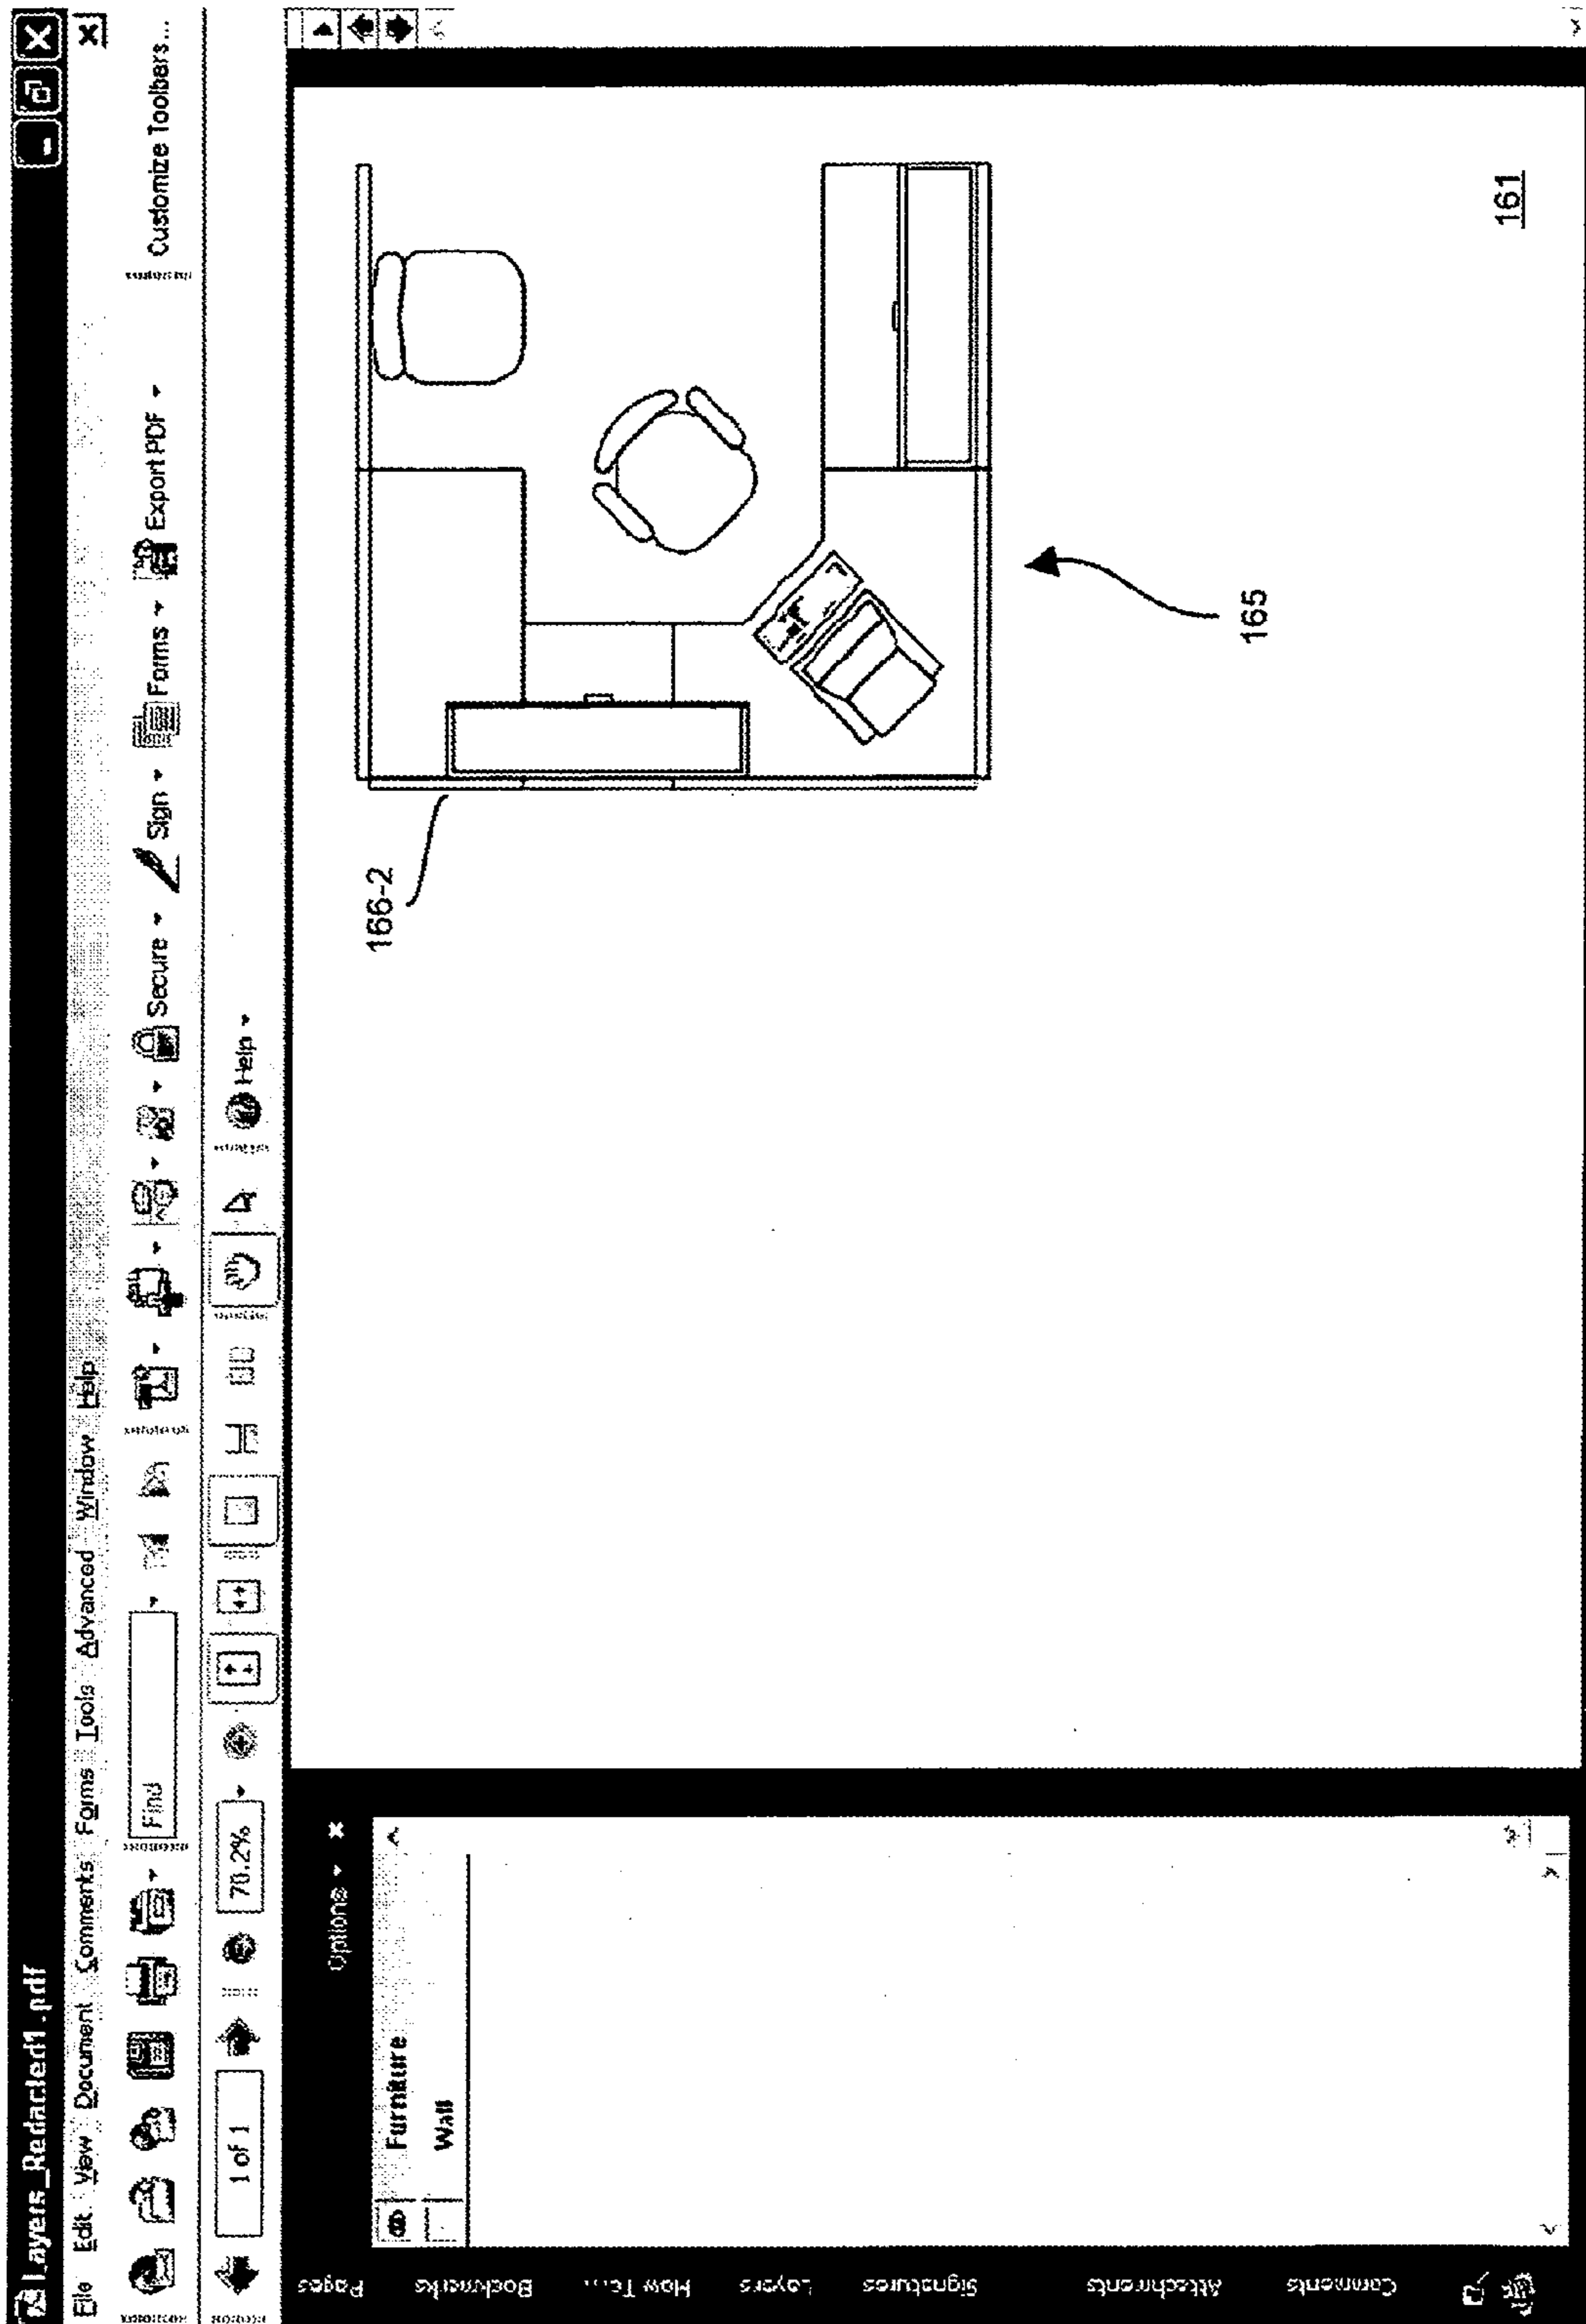 Layers_Redacted1.pdf
File Edit View Document Comments Forms Tools Advanced Window Help
Find
Secure Sign Forms Export PDF Customize Toolbars...
1 of 1 70.2% Help
Options
Furniture
Wall
Pages
Bookmarks
How To...
Layers
Signatures
Attachments
Comments
166-2
165
161